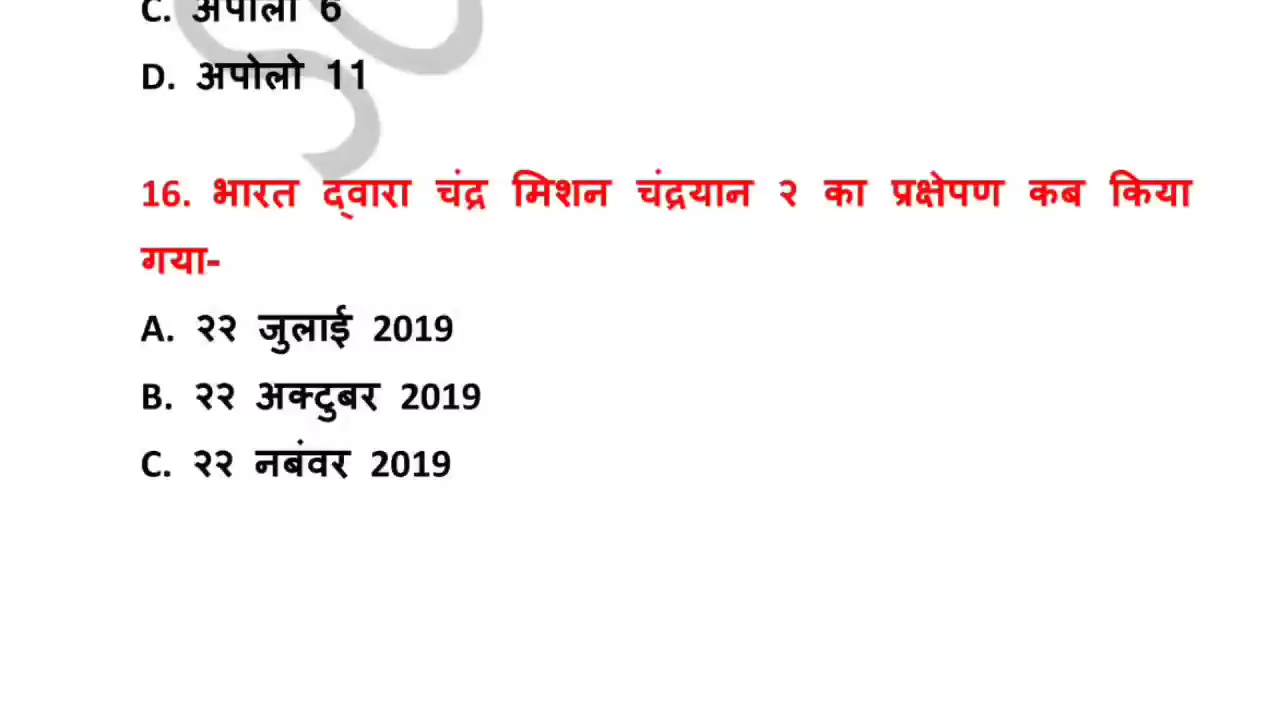 C. अपोलो 6
D. अपोलो 11
16. भारत द्वारा चंद्र मिशन चंद्रयान २ का प्रक्षेपण कब किया
गया-
A. २२ जुलाई 2019
B. २२ अक्टुबर 2019
C. २२ नबंवर 2019